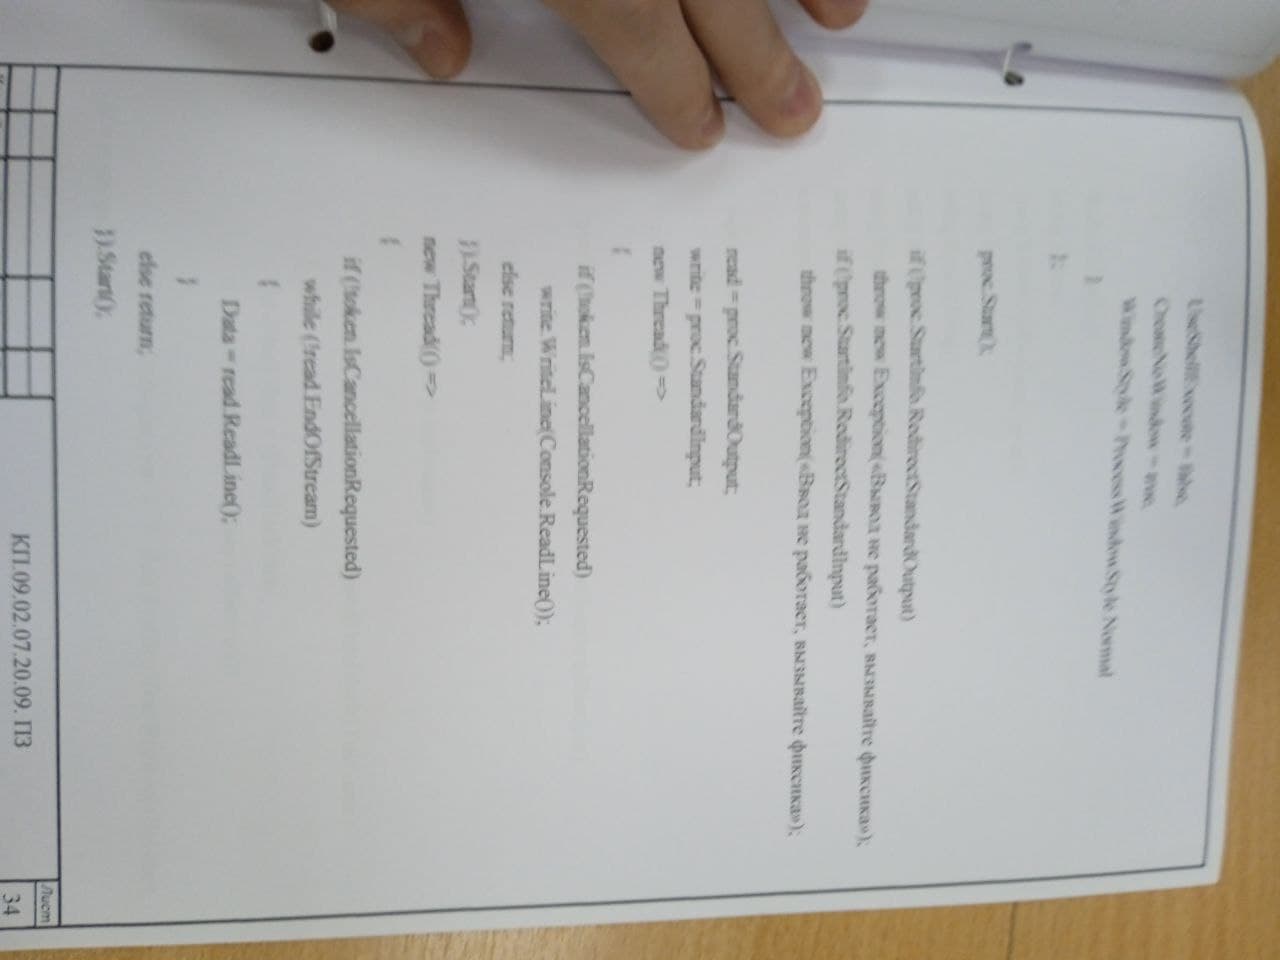 UseShellExecute = false,
CreateNoWindow = true,
WindowStyle = ProcessWindowStyle.Normal
}
};
proc.Start();
if (!proc.StartInfo.RedirectStandardOutput)
throw new Exception(«Вывод не работает, вызывайте фиксика»);
if (!proc.StartInfo.RedirectStandardInput)
throw new Exception(«Ввод не работает, вызывайте фиксика»);
read = proc.StandardOutput;
write = proc.StandardInput;
new Thread(() =>
{
if (!token.IsCancellationRequested)
write.WriteLine(Console.ReadLine());
else return;
}).Start();
new Thread(() =>
{
if (!token.IsCancellationRequested)
while (!read.EndOfStream)
{
Data = read.ReadLine();
}
else return;
}).Start();
КП.09.02.07.20.09. ПЗ
Лист
34